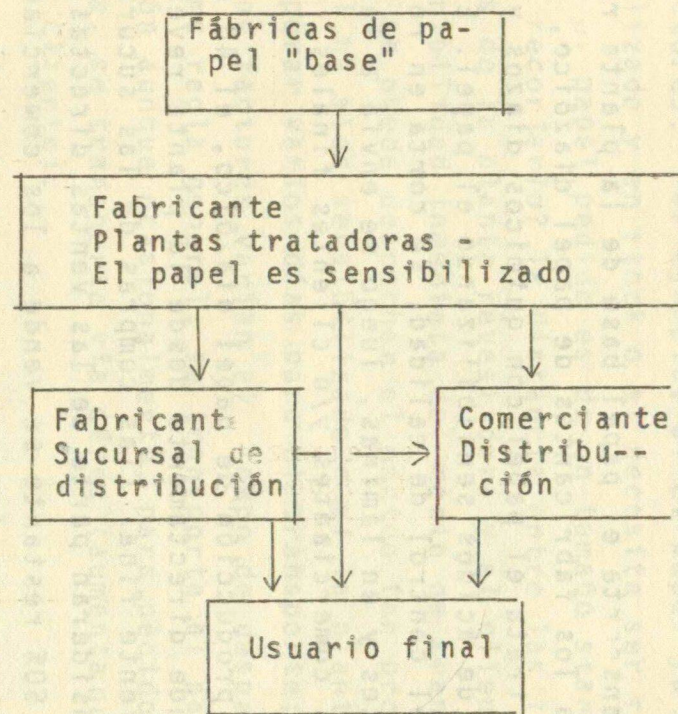 Fábricas de pa-
pel "base"
Fabricante
Plantas tratadoras -
El papel es sensibilizado
Fabricant
Sucursal de
distribución
Comerciante
Distribu--
ción
Usuario final